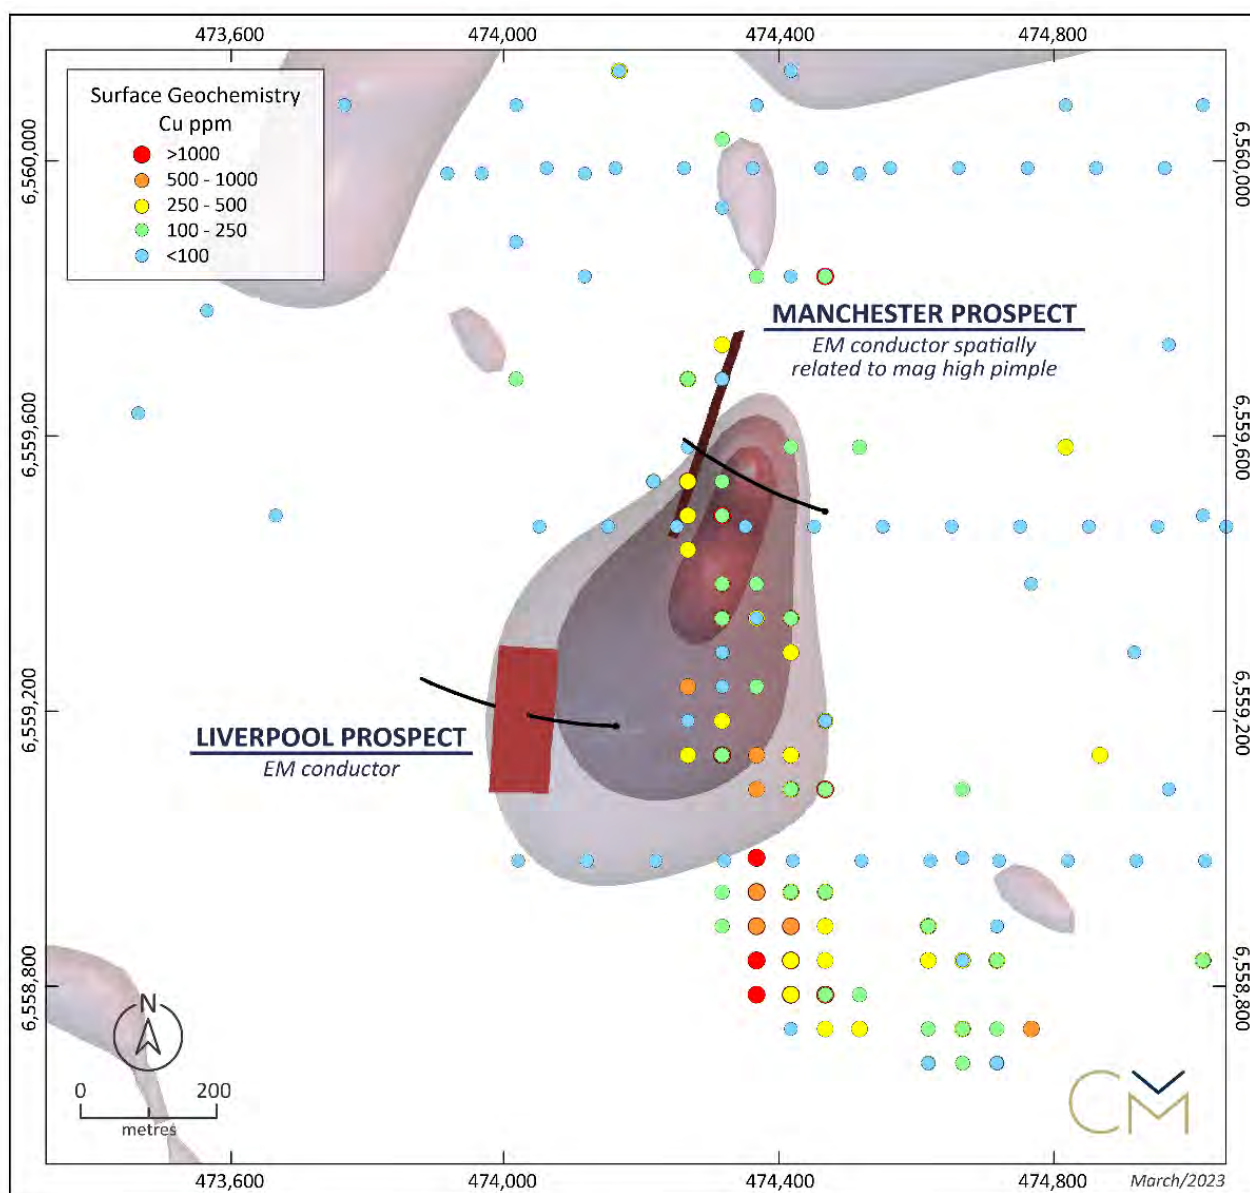 473,600 474,000 474,400 474,800
Surface Geochemistry
Cu ppm
>1000
500 - 1000
250 - 500
100 - 250
<100
6,560,000 6,560,000
MANCHESTER PROSPECT
EM conductor spatially
related to mag high pimple
6,559,600 6,559,600
6,559,200 6,559,200
LIVERPOOL PROSPECT
EM conductor
6,558,800 6,558,800
N
0 200
metres
CM
473,600 474,000 474,400 474,800
March/2023